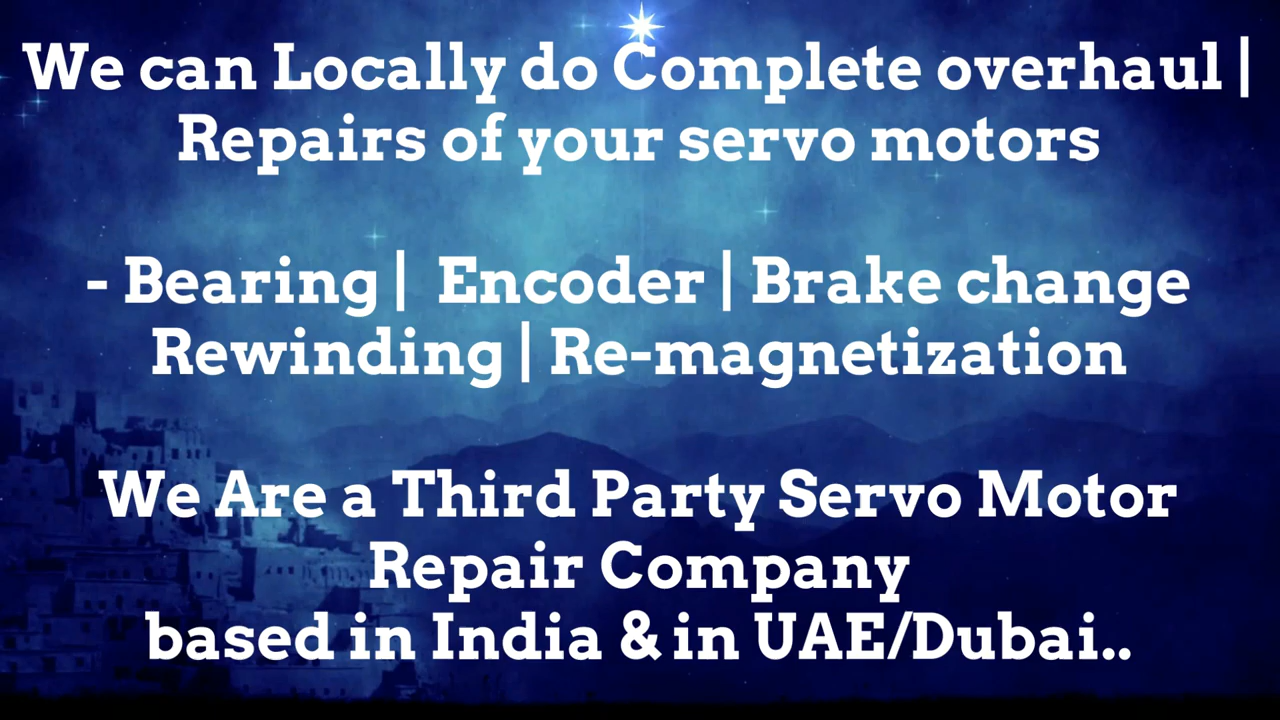 We can Locally do Complete overhaul |
Repairs of your servo motors
- Bearing | Encoder | Brake change
Rewinding | Re-magnetization
We Are a Third Party Servo Motor
Repair Company
based in India & in UAE/Dubai..